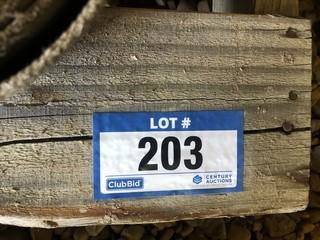 LOT #
203
ClubBid
CENTURY
AUCTIONS